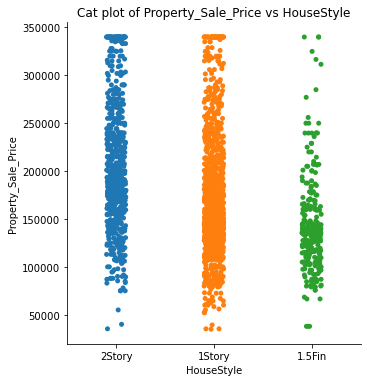 Cat plot of Property_Sale_Price vs HouseStyle
350000
300000
250000
200000
150000
100000
50000
Property_Sale_Price
2Story 1Story 1.5Fin
HouseStyle